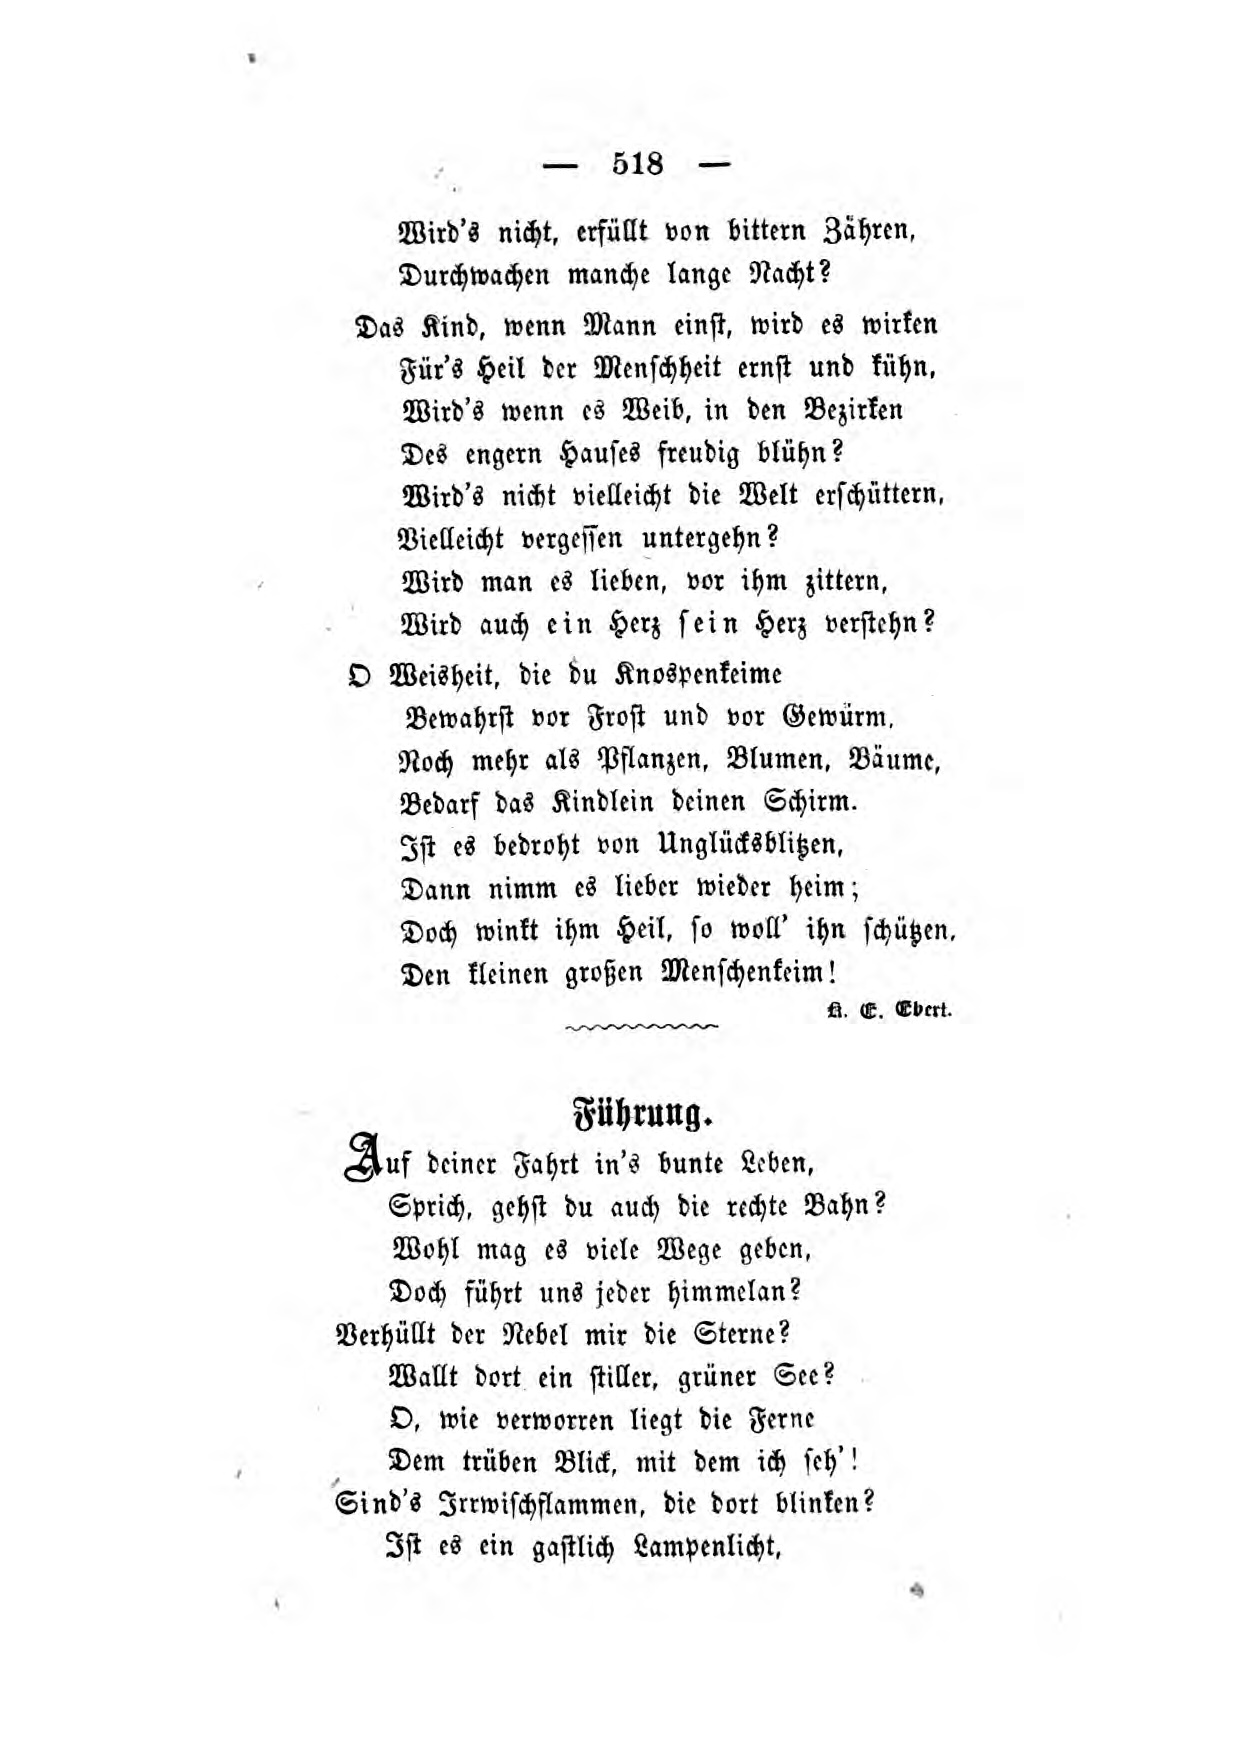 — 518 —
Wird's nicht, erfüllt von bittern Zähren,
Durchwachen manche lange Nacht?
Das Kind, wenn Mann einst, wird es wirken
Für's Heil der Menschheit ernst und kühn,
Wird's wenn es Weib, in den Bezirken
Des engern Hauses freudig blühn?
Wird's nicht vielleicht die Welt erschüttern,
Vielleicht vergessen untergehn?
Wird man es lieben, vor ihm zittern,
Wird auch ein Herz sein Herz verstehn?
O Weisheit, die du Knospenkeime
Bewahrst vor Frost und vor Gewürm,
Noch mehr als Pflanzen, Blumen, Bäume,
Bedarf das Kindlein deinen Schirm.
Ist es bedroht von Unglücksblitzen,
Dann nimm es lieber wieder heim;
Doch winkt ihm Heil, so woll' ihn schützen,
Den kleinen großen Menschenkeim!
K. E. Ebert.
Führung.
Auf deiner Fahrt in's bunte Leben,
Sprich, gehst du auch die rechte Bahn?
Wohl mag es viele Wege geben,
Doch führt uns jeder himmelan?
Verhüllt der Nebel mir die Sterne?
Wallt dort ein stiller, grüner See?
O, wie verworren liegt die Ferne
Dem trüben Blick, mit dem ich seh'!
Sind's Irrwischflammen, die dort blinken?
Ist es ein gastlich Lampenlicht,